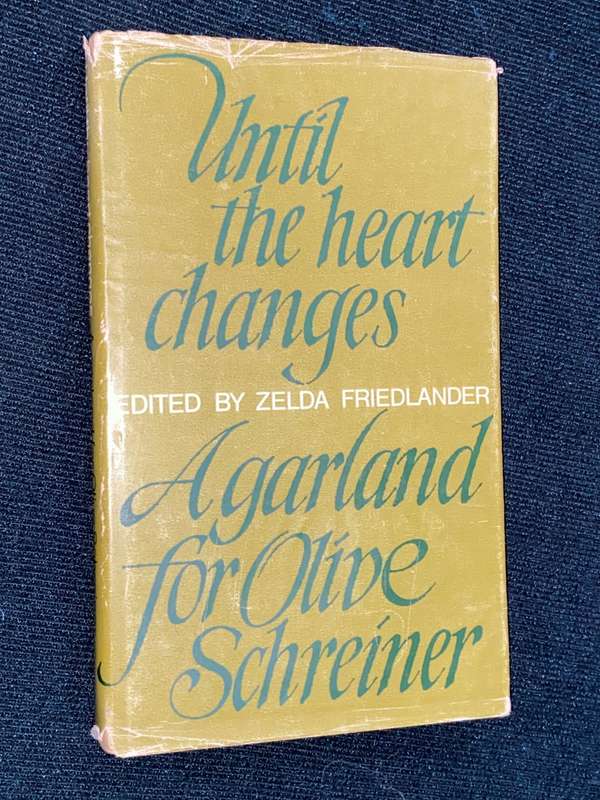 Until
the heart
changes
EDITED BY ZELDA FRIEDLANDER
A garland
for Olive
Schreiner